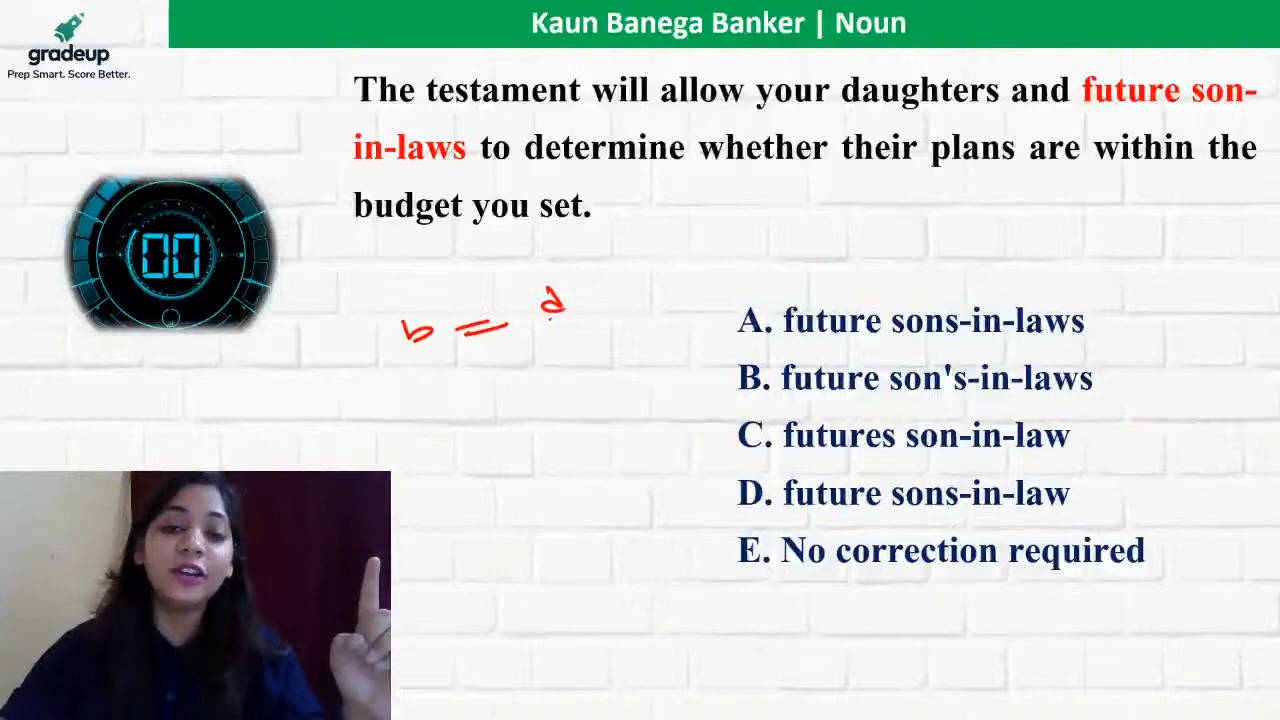 gradeup
Prep Smart. Score Better.
Kaun Banega Banker | Noun
The testament will allow your daughters and future son-
in-laws to determine whether their plans are within the
budget you set.
00
b = a
A. future sons-in-laws
B. future son's-in-laws
C. futures son-in-law
D. future sons-in-law
E. No correction required